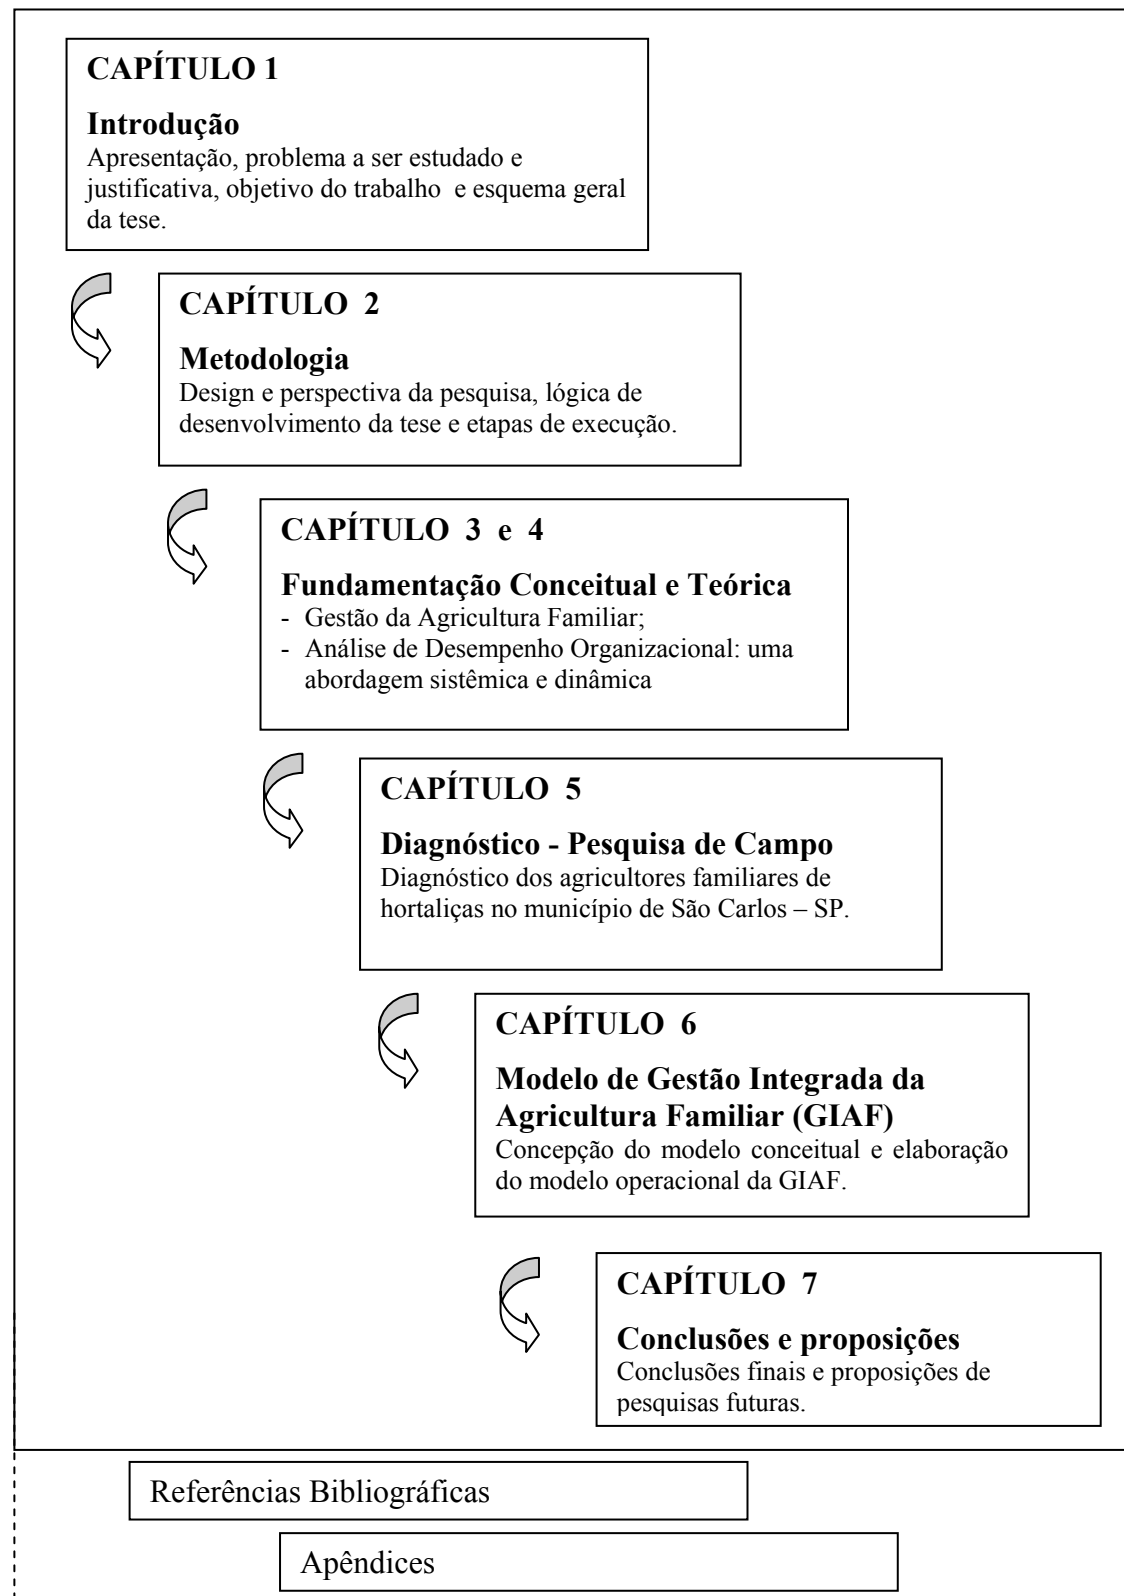 CAPÍTULO 1
Introdução
Apresentação, problema a ser estudado e
justificativa, objetivo do trabalho e esquema geral
da tese.
CAPÍTULO 2
Metodologia
Design e perspectiva da pesquisa, lógica de
desenvolvimento da tese e etapas de execução.
CAPÍTULO 3 e 4
Fundamentação Conceitual e Teórica
- Gestão da Agricultura Familiar;
- Análise de Desempenho Organizacional: uma
abordagem sistêmica e dinâmica
CAPÍTULO 5
Diagnóstico - Pesquisa de Campo
Diagnóstico dos agricultores familiares de
hortaliças no município de São Carlos – SP.
CAPÍTULO 6
Modelo de Gestão Integrada da
Agricultura Familiar (GIAF)
Concepção do modelo conceitual e elaboração
do modelo operacional da GIAF.
CAPÍTULO 7
Conclusões e proposições
Conclusões finais e proposições de
pesquisas futuras.
Referências Bibliográficas
Apêndices